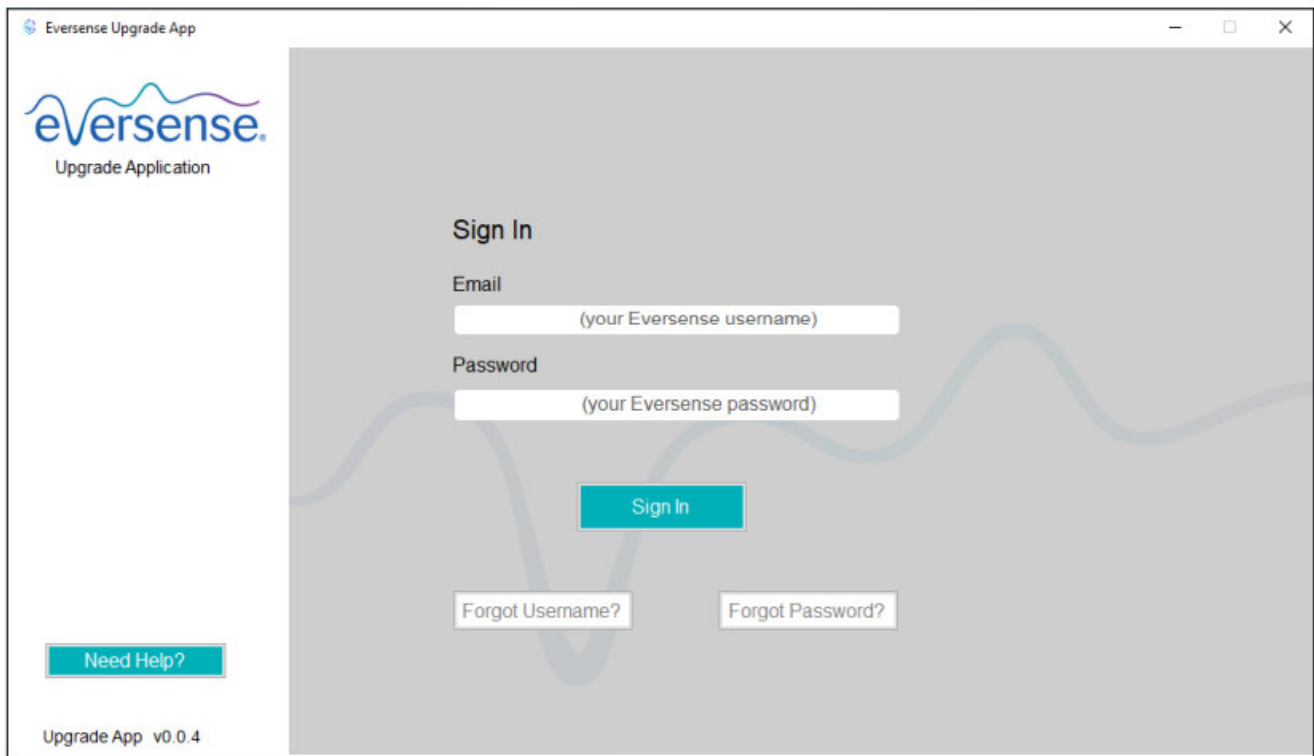 Eversense Upgrade App
eversense®
Upgrade Application
Sign In
Email
(your Eversense username)
Password
(your Eversense password)
Sign In
Forgot Username?
Forgot Password?
Need Help?
Upgrade App v0.0.4